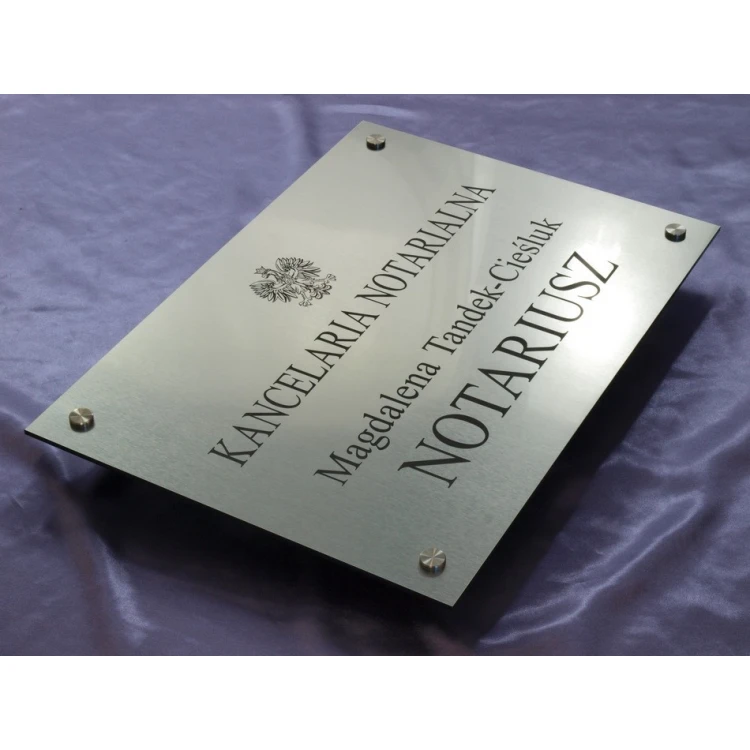 KANCELARIA NOTARIALNA
Magdalena Tandek-Cieśluk
NOTARIUSZ